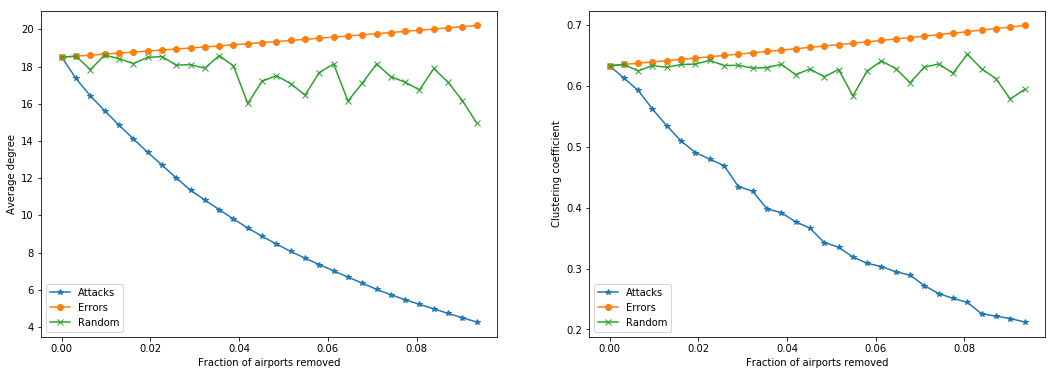 20
18
16
14
12
10
8
6
4
Average degree
0.00
0.02
0.04
0.06
0.08
Fraction of airports removed
Attacks
Errors
Random
0.7
0.6
0.5
0.4
0.3
0.2
Clustering coefficient
0.00
0.02
0.04
0.06
0.08
Fraction of airports removed
Attacks
Errors
Random